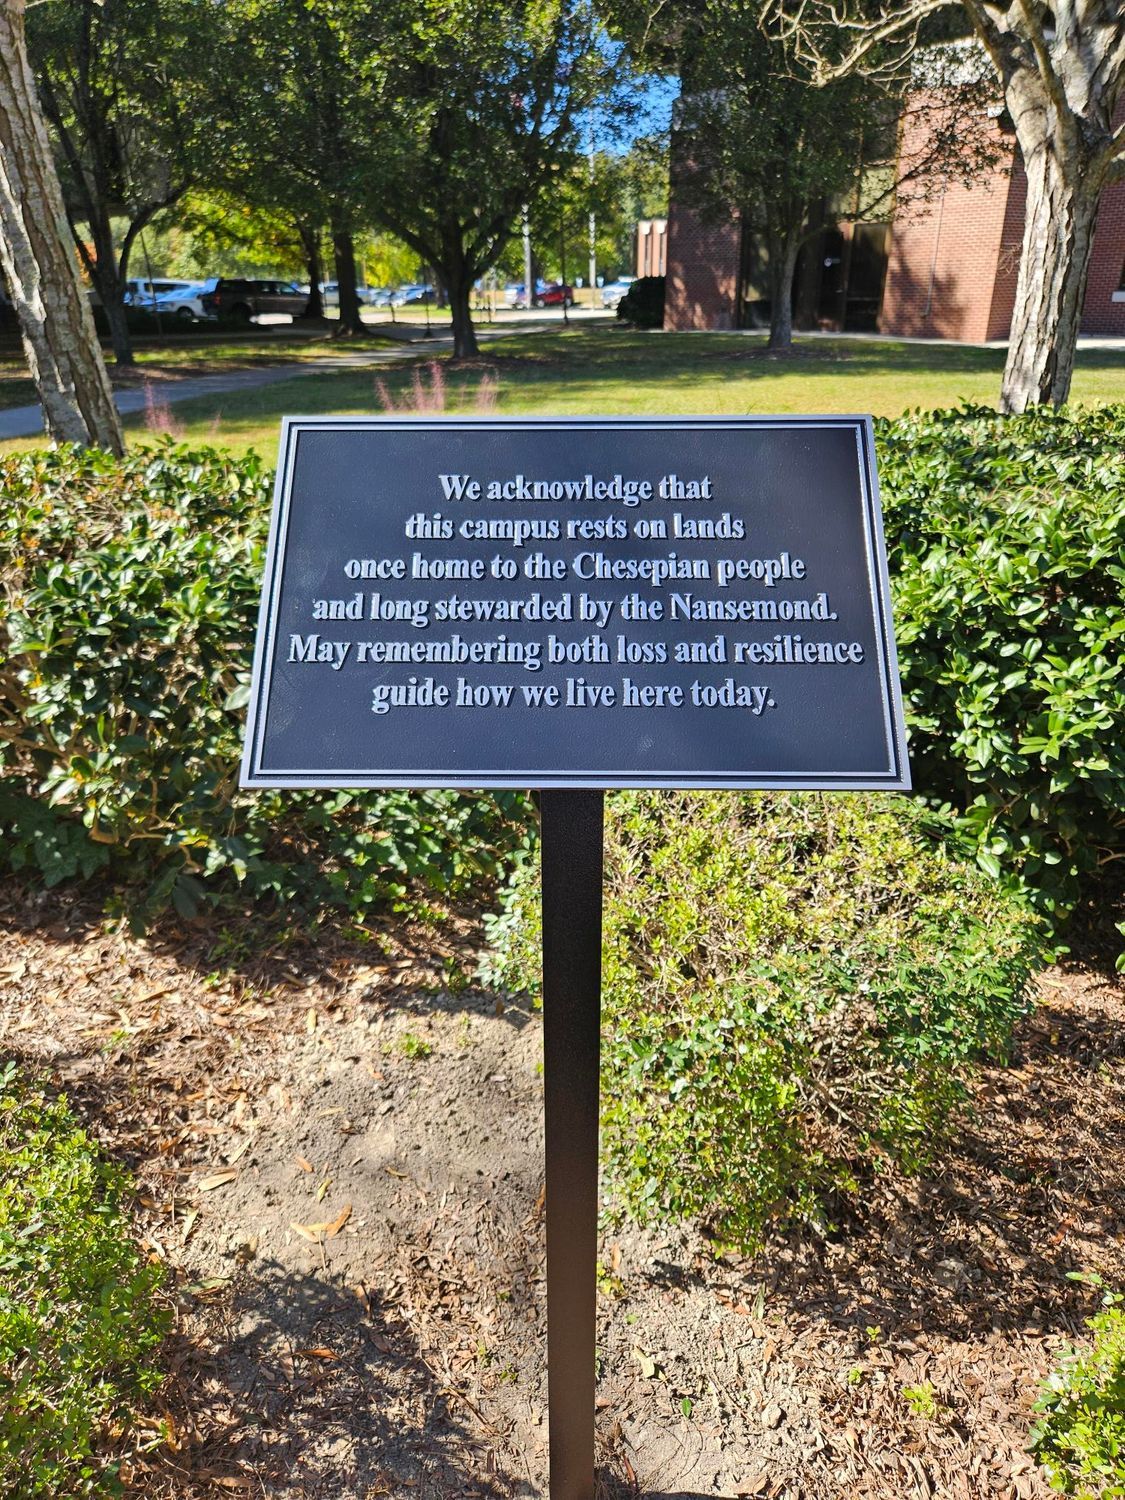 We acknowledge that
this campus rests on lands
once home to the Chesepian people
and long stewarded by the Nansemond.
May remembering both loss and resilience
guide how we live here today.